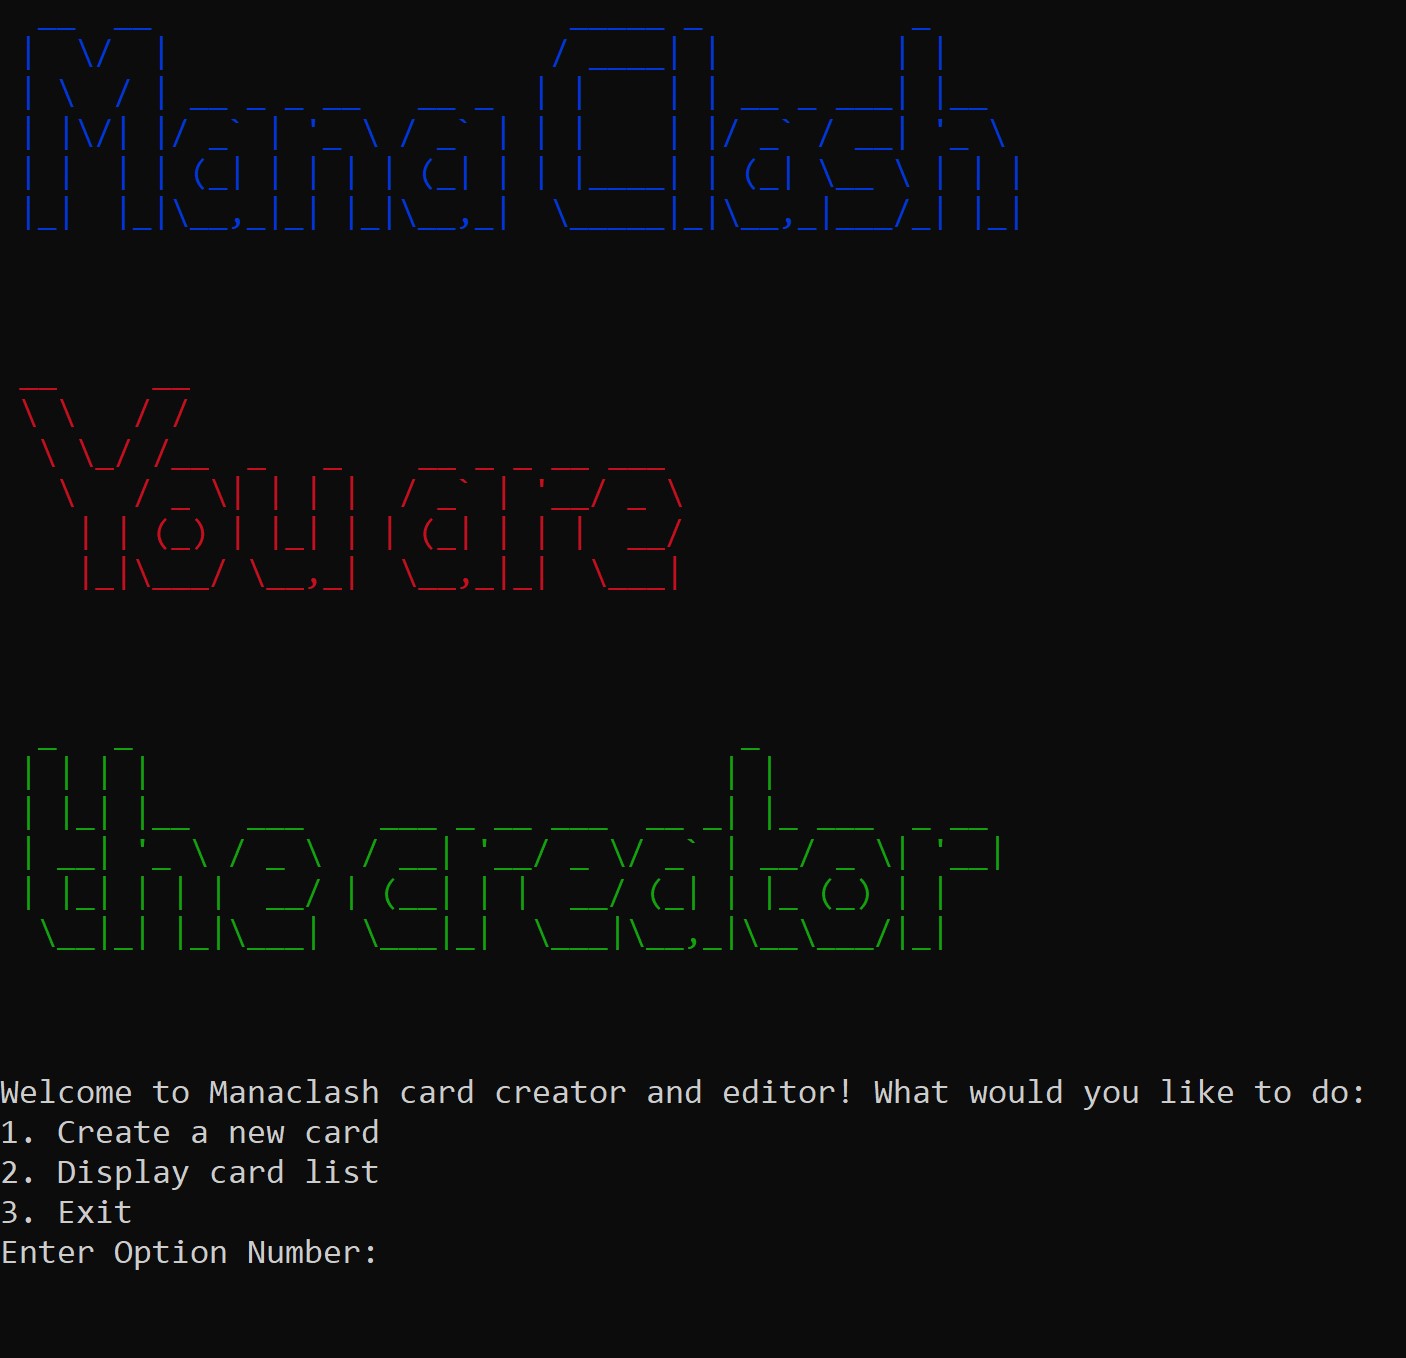 Mana Clash
You are
the creator
Welcome to Manaclash card creator and editor! What would you like to do:
1. Create a new card
2. Display card list
3. Exit
Enter Option Number: